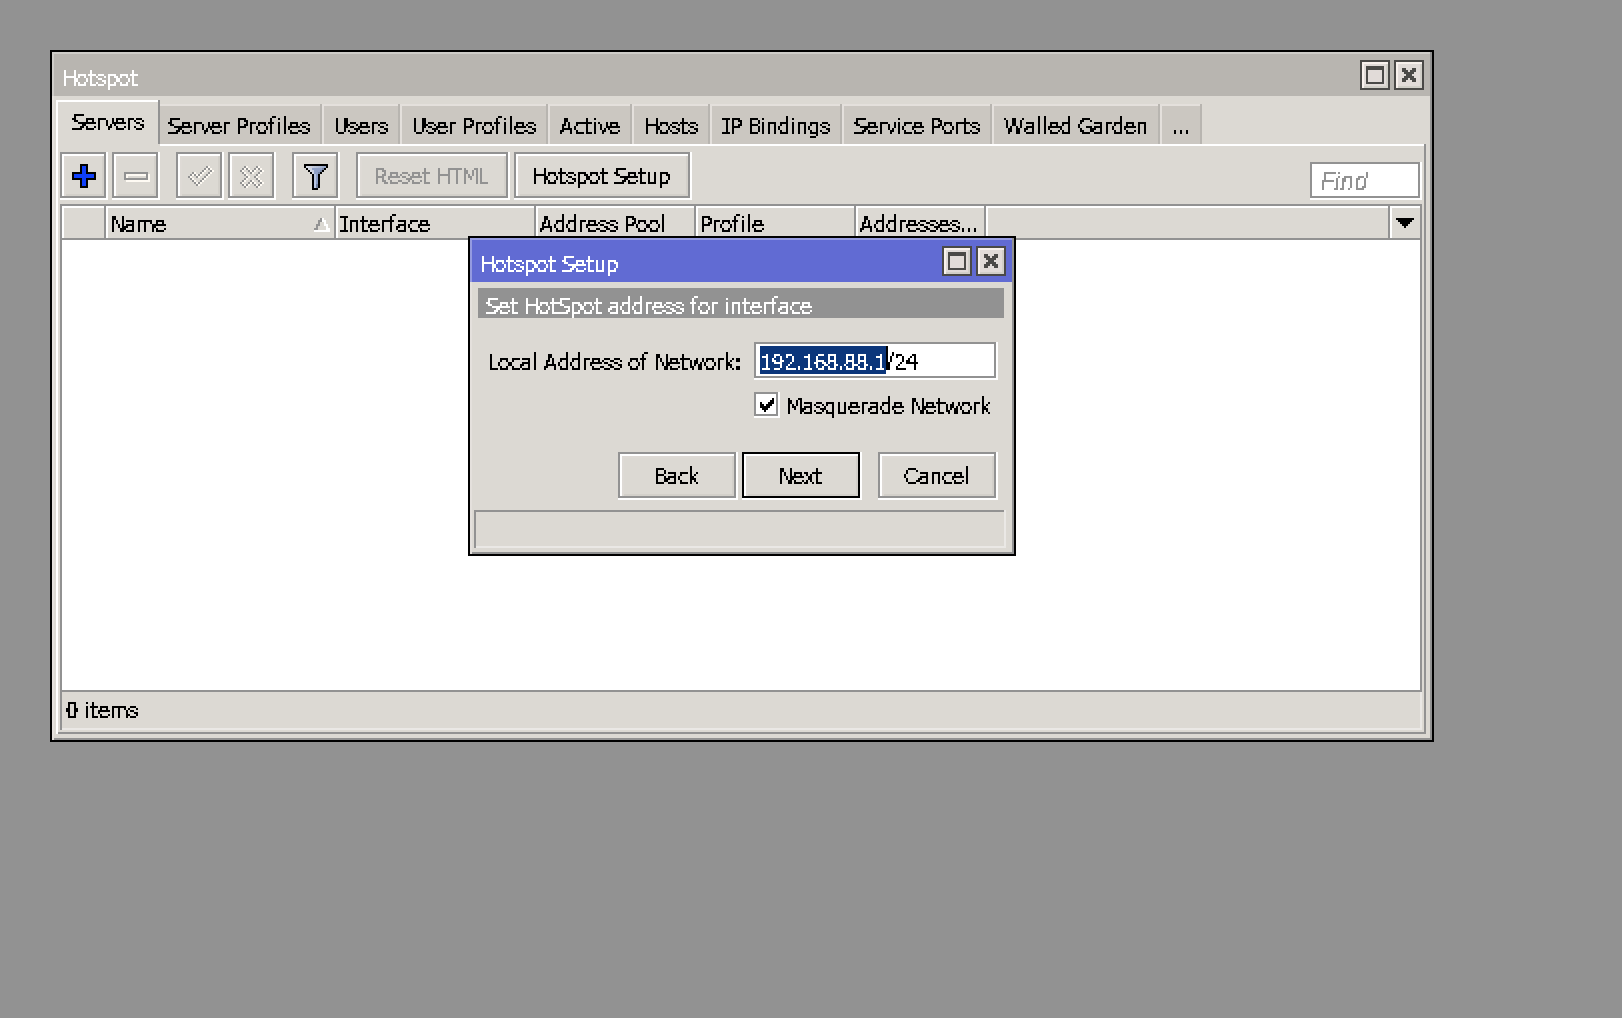 Hotspot
Servers Server Profiles Users User Profiles Active Hosts IP Bindings Service Ports Walled Garden ...
Reset HTML Hotspot Setup Find
Name Interface Address Pool Profile Addresses...
Hotspot Setup
Set HotSpot address for interface
Local Address of Network: 192.168.88.1/24
Masquerade Network
Back Next Cancel
0 items